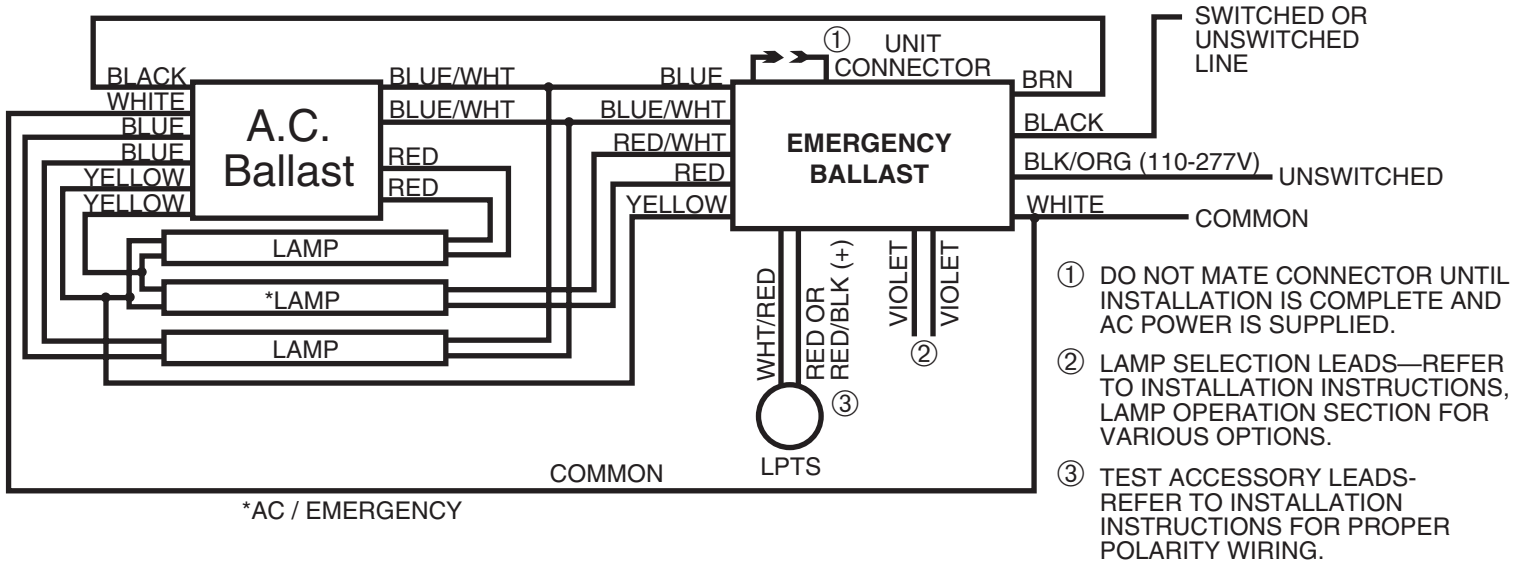 SWITCHED OR
UNSWITCHED
LINE
① UNIT
CONNECTOR
BLACK
WHITE
BLUE
BLUE
YELLOW
YELLOW
A.C.
Ballast
BLUE/WHT
BLUE/WHT
RED
RED
BLUE
BLUE/WHT
RED/WHT
RED
YELLOW
EMERGENCY
BALLAST
BRN
BLACK
BLK/ORG (110-277V)
UNSWITCHED
WHITE
COMMON
LAMP
*LAMP
LAMP
WHT/RED
RED OR
RED/BLK (+)
VIOLET
VIOLET
②
③
LPTS
COMMON
*AC / EMERGENCY
① DO NOT MATE CONNECTOR UNTIL
INSTALLATION IS COMPLETE AND
AC POWER IS SUPPLIED.
② LAMP SELECTION LEADS—REFER
TO INSTALLATION INSTRUCTIONS,
LAMP OPERATION SECTION FOR
VARIOUS OPTIONS.
③ TEST ACCESSORY LEADS-
REFER TO INSTALLATION
INSTRUCTIONS FOR PROPER
POLARITY WIRING.